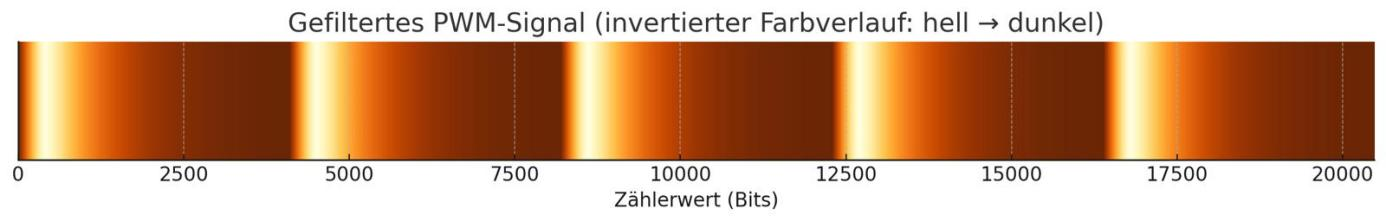 Gefiltertes PWM-Signal (invertierter Farbverlauf: hell → dunkel)
0 2500 5000 7500 10000 12500 15000 17500 20000
Zählerwert (Bits)